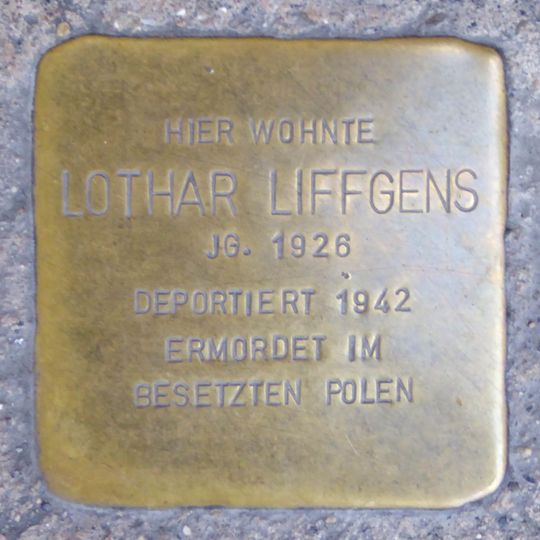 HIER WOHNTE
LOTHAR LIFFGENS
JG. 1926
DEPORTIERT 1942
ERMORDET IM
BESETZTEN POLEN